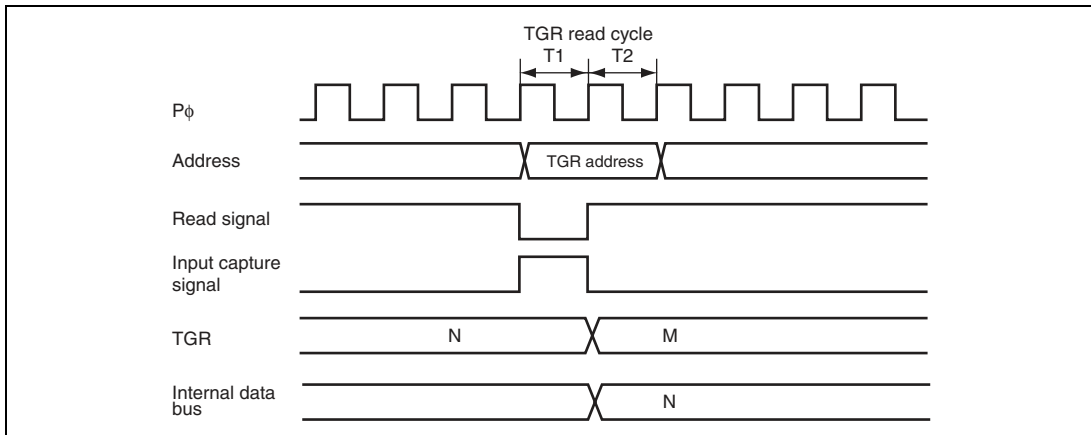 TGR read cycle
T1 T2
Pϕ
Address
TGR address
Read signal
Input capture
signal
TGR
N M
Internal data
bus
N